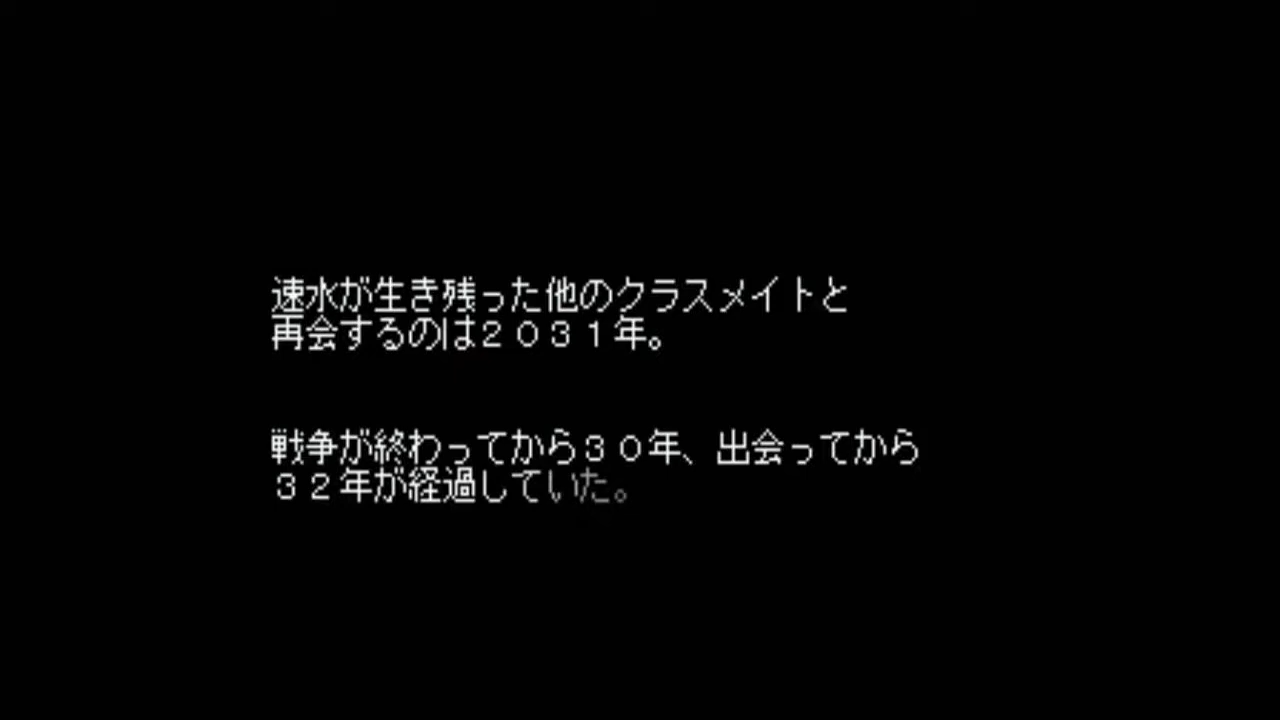 速水が生き残った他のクラスメイトと
再会するのは２０３１年。
戦争が終わってから３０年、出会ってから
３２年が経過していた。